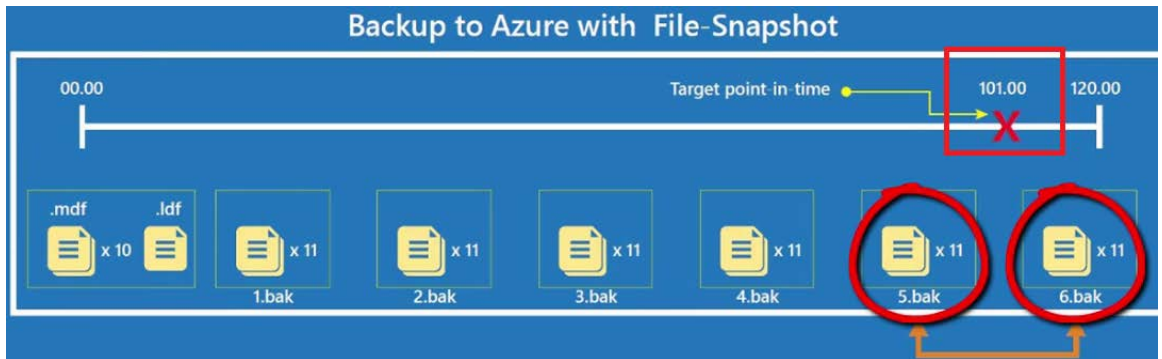 Backup to Azure with File-Snapshot
00.00
Target point-in-time
101.00
120.00
X
.mdf
.ldf
x 10
x 11
x 11
x 11
x 11
x 11
x 11
1.bak
2.bak
3.bak
4.bak
5.bak
6.bak